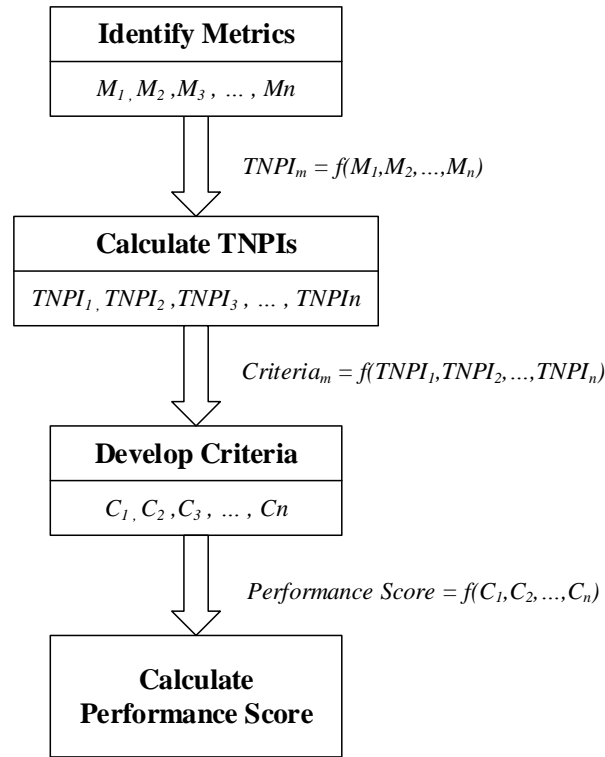 Identify Metrics
M₁ , M₂ ,M₃ , ... , Mn
TNPIₘ = f(M₁,M₂,...,Mₙ)
Calculate TNPIs
TNPI₁ , TNPI₂ ,TNPI₃ , ... , TNPIn
Criteriaₘ = f(TNPI₁,TNPI₂,...,TNPIₙ)
Develop Criteria
C₁ , C₂ ,C₃ , ... , Cn
Performance Score = f(C₁,C₂,...,Cₙ)
Calculate
Performance Score